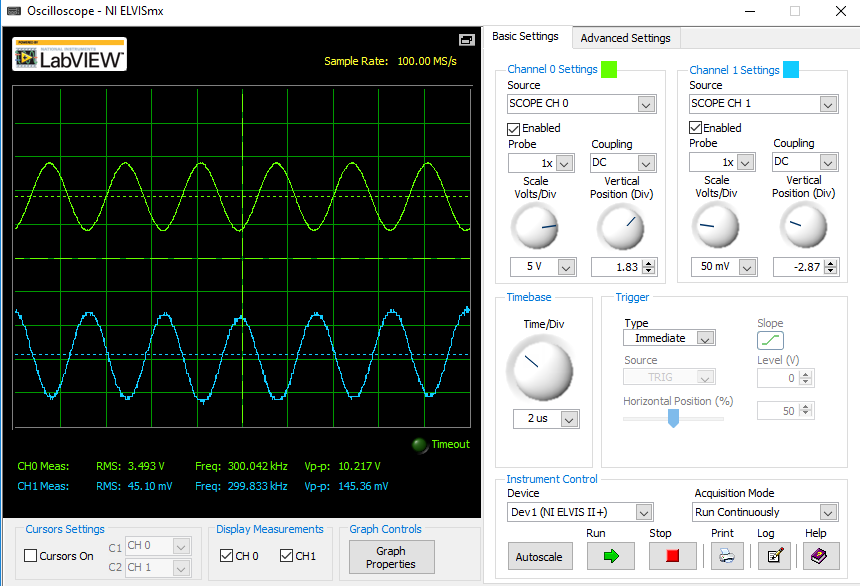 Oscilloscope - NI ELVISmx
POWERED BY
NATIONAL INSTRUMENTS
LabVIEW™
Sample Rate: 100.00 MS/s
Timeout
CH0 Meas: RMS: 3.493 V Freq: 300.042 kHz Vp-p: 10.217 V
CH1 Meas: RMS: 45.10 mV Freq: 299.833 kHz Vp-p: 145.36 mV
Cursors Settings
Cursors On
C1 CH 0
C2 CH 1
Display Measurements
CH 0 CH1
Graph Controls
Graph
Properties
Basic Settings Advanced Settings
Channel 0 Settings
Source
SCOPE CH 0
Enabled
Probe Coupling
1x DC
Scale Vertical
Volts/Div Position (Div)
5 V 1.83
Channel 1 Settings
Source
SCOPE CH 1
Enabled
Probe Coupling
1x DC
Scale Vertical
Volts/Div Position (Div)
50 mV -2.87
Timebase
Time/Div
2 us
Trigger
Type Slope
Immediate
Source Level (V)
TRIG 0
Horizontal Position (%)
50
Instrument Control
Device Acquisition Mode
Dev1 (NI ELVIS II+) Run Continuously
Run Stop Print Log Help
Autoscale